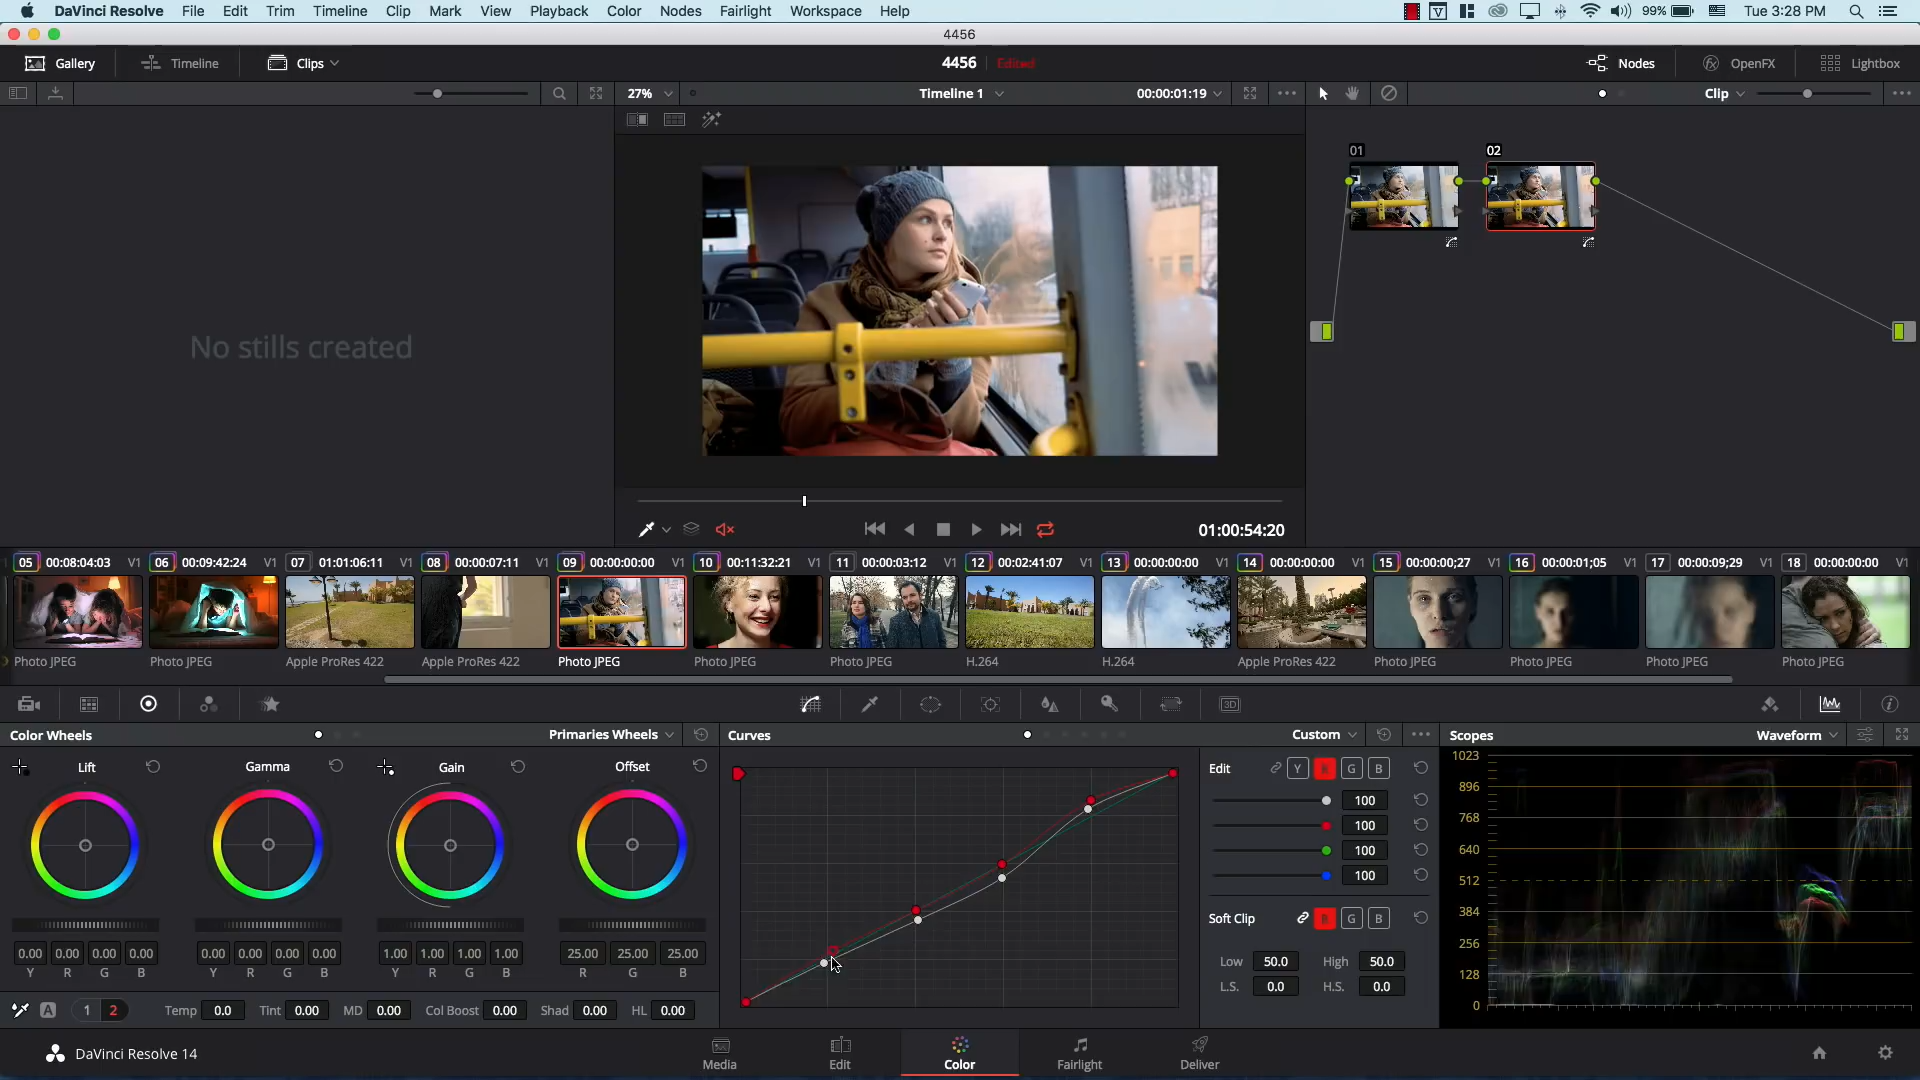 DaVinci Resolve File Edit Trim Timeline Clip Mark View Playback Color Nodes Fairlight Workspace Help 99% Tue 3:28 PM
4456
Gallery Timeline Clips 4456 Edited Nodes OpenFX Lightbox
27% Timeline 1 00:00:01:19 Clip
01 02
No stills created
01:00:54:20
05 00:08:04:03 V1 06 00:09:42:24 V1 07 01:01:06:11 V1 08 00:00:07:11 V1 09 00:00:00:00 V1 10 00:11:32:21 V1 11 00:00:03:12 V1 12 00:02:41:07 V1 13 00:00:00:00 V1 14 00:00:00:00 V1 15 00:00:00;27 V1 16 00:00:01;05 V1 17 00:00:09;29 V1 18 00:00:00:00 V1
Photo JPEG Photo JPEG Apple ProRes 422 Apple ProRes 422 Photo JPEG Photo JPEG Photo JPEG H.264 H.264 Apple ProRes 422 Photo JPEG Photo JPEG Photo JPEG Photo JPEG
3D
Color Wheels Primaries Wheels Curves Custom Scopes Waveform
Lift Gamma Gain Offset
Edit Y R G B
100
100
100
100
Soft Clip R G B
Low 50.0 High 50.0
L.S. 0.0 H.S. 0.0
1023
896
768
640
512
384
256
128
0
0.00 0.00 0.00 0.00 0.00 0.00 0.00 0.00 1.00 1.00 1.00 1.00 25.00 25.00 25.00
Y R G B Y R G B Y R G B R G B
A 1 2 Temp 0.0 Tint 0.00 MD 0.00 Col Boost 0.00 Shad 0.00 HL 0.00
DaVinci Resolve 14 Media Edit Color Fairlight Deliver